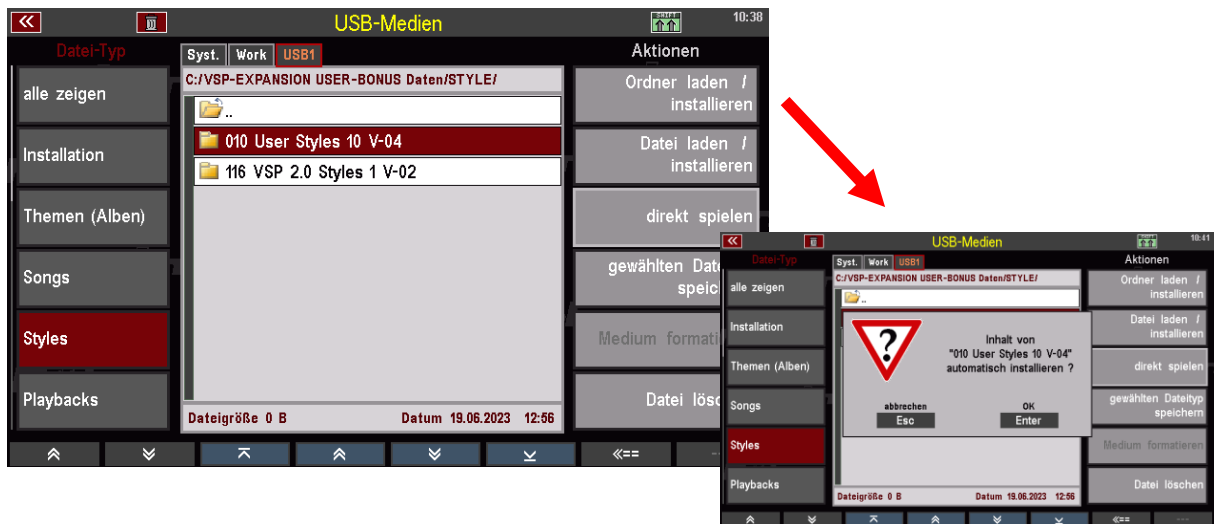 USB-Medien
SHIFT
10:38
Datei-Typ
Syst. Work USB1
Aktionen
C:/VSP-EXPANSION USER-BONUS Daten/STYLE/
alle zeigen
Installation
Themen (Alben)
Songs
Styles
Playbacks
..
010 User Styles 10 V-04
116 VSP 2.0 Styles 1 V-02
Dateigröße 0 B
Datum 19.06.2023 12:56
Ordner laden /
installieren
Datei laden /
installieren
direkt spielen
gewählten
Medium
Datei
«==
USB-Medien
SHIFT
10:41
Datei-Typ
Syst. Work USB1
Aktionen
C:/VSP-EXPANSION USER-BONUS Daten/STYLE/
alle zeigen
Installation
Themen (Alben)
Songs
Styles
Playbacks
..
?
Inhalt von
"010 User Styles 10 V-04"
automatisch installieren ?
abbrechen
Esc
OK
Enter
Dateigröße 0 B
Datum 19.06.2023 12:56
Ordner laden /
installieren
Datei laden /
installieren
direkt spielen
gewählten Dateityp
speichern
Medium formatieren
Datei löschen
«==
---